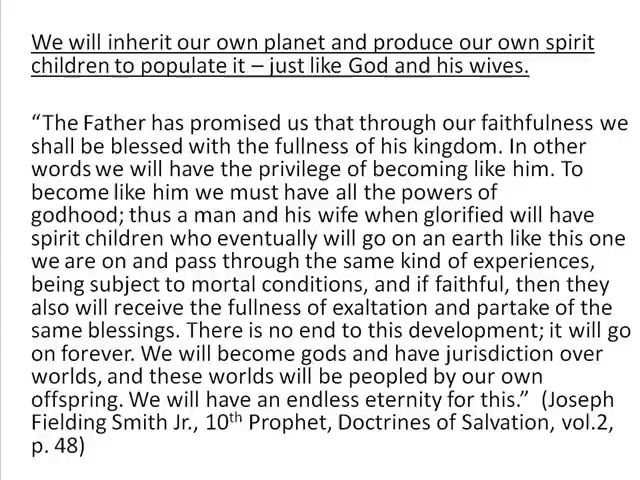 We will inherit our own planet and produce our own spirit
children to populate it – just like God and his wives.
“The Father has promised us that through our faithfulness we
shall be blessed with the fullness of his kingdom. In other
words we will have the privilege of becoming like him. To
become like him we must have all the powers of
godhood; thus a man and his wife when glorified will have
spirit children who eventually will go on an earth like this one
we are on and pass through the same kind of experiences,
being subject to mortal conditions, and if faithful, then they
also will receive the fullness of exaltation and partake of the
same blessings. There is no end to this development; it will go
on forever. We will become gods and have jurisdiction over
worlds, and these worlds will be peopled by our own
offspring. We will have an endless eternity for this.” (Joseph
Fielding Smith Jr., 10th Prophet, Doctrines of Salvation, vol.2,
p. 48)